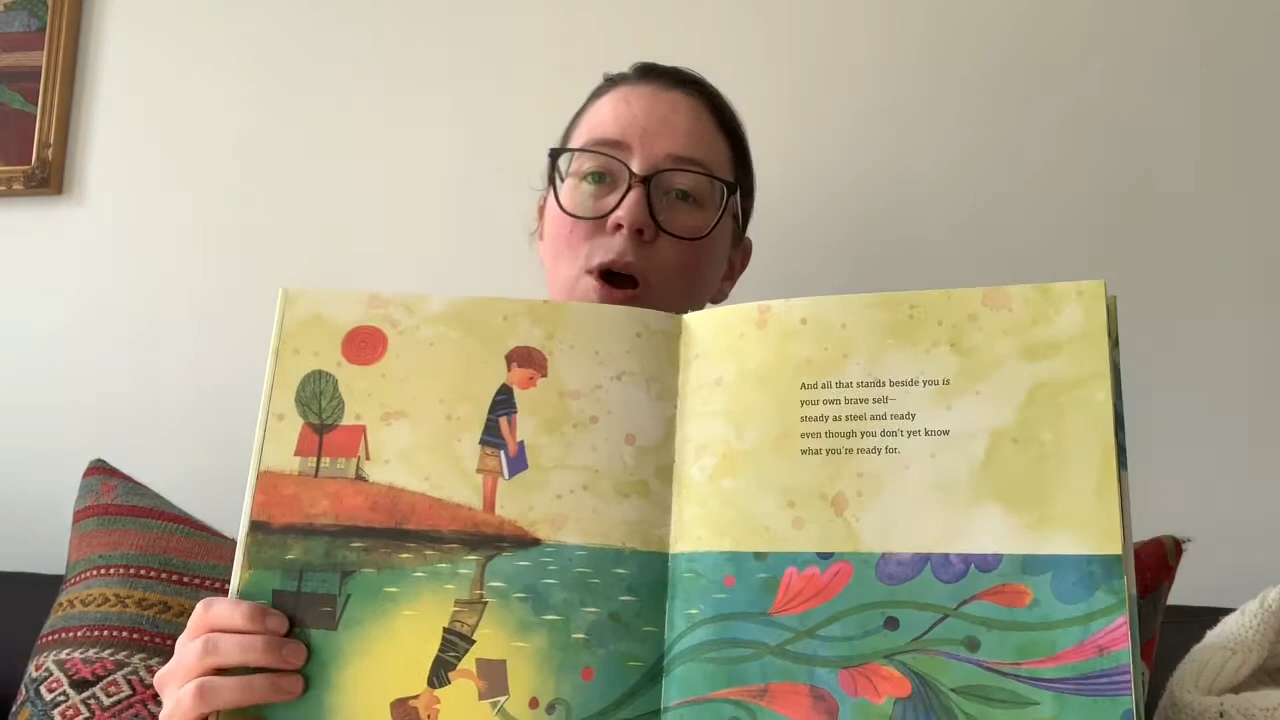 And all that stands beside you is
your own brave self—
steady as steel and ready
even though you don't yet know
what you're ready for.